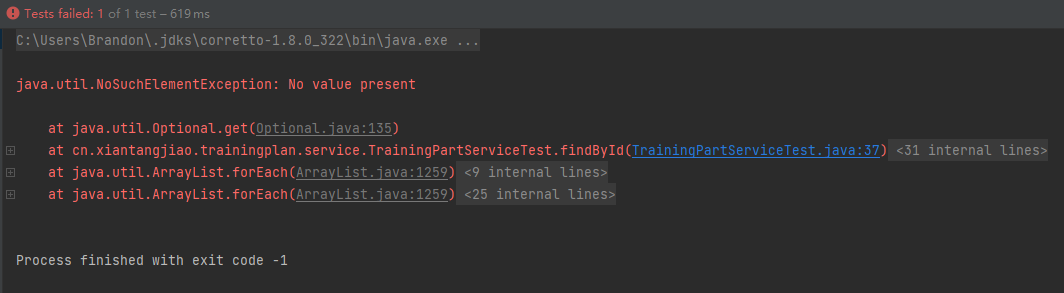 Tests failed: 1 of 1 test – 619 ms
C:\Users\Brandon\.jdks\corretto-1.8.0_322\bin\java.exe ...
java.util.NoSuchElementException: No value present
at java.util.Optional.get(Optional.java:135)
at cn.xiantangjiao.trainingplan.service.TrainingPartServiceTest.findById(TrainingPartServiceTest.java:37) <31 internal lines>
at java.util.ArrayList.forEach(ArrayList.java:1259) <9 internal lines>
at java.util.ArrayList.forEach(ArrayList.java:1259) <25 internal lines>
Process finished with exit code -1